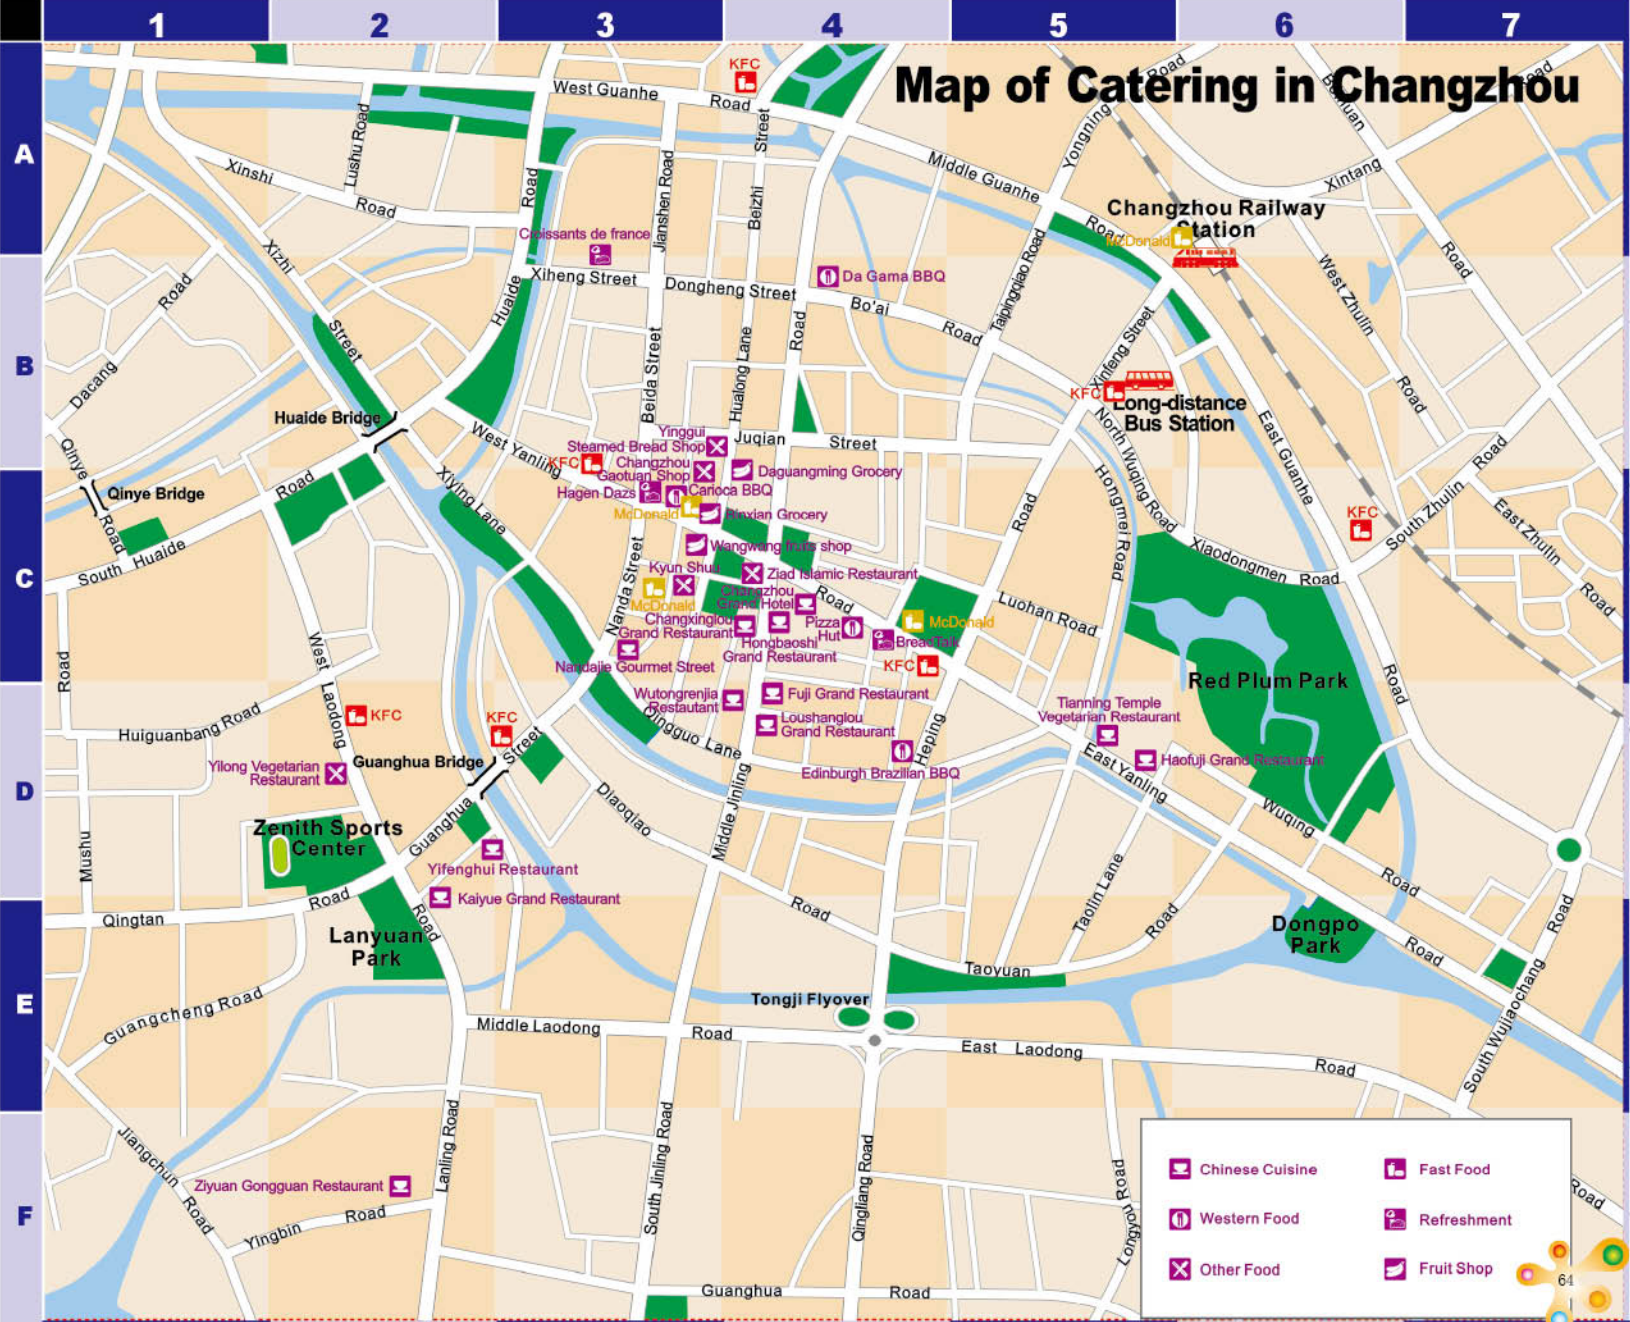 1 2 3 4 5 6 7
Map of Catering in Changzhou
A
B
C
D
E
F
KFC
West Guanhe
Road
Street
Beizhi
Lushu Road
Xinshi
Road
Road
Huaide
Jianshen Road
Middle Guanhe
Road
Yongning
Road
Road
Xintang
Changzhou Railway
Station
McDonald
Croissants de france
Xizhi
Street
Xiheng Street
Dongheng Street
Da Gama BBQ
Bo'ai
Road
Taipingqiao Road
West Zhulin
Road
Road
Road
Dacang
Beida Street
Hualong Lane
Road
Xinfeng Street
KFC
Long-distance
Bus Station
Huaide Bridge
West Yanling
Yinggui
Steamed Bread Shop
Juqian
Street
KFC
Changzhou
Gaotuan Shop
Daguangming Grocery
North Wuqing Road
East Guanhe
Road
Qinye
Road
Qinye Bridge
Road
South Huaide
Xiying Lane
Hagen Dazs
Carioca BBQ
McDonald
Jinxian Grocery
Wangwang fruits shop
Hongmei Road
Road
KFC
South Zhulin
Road
East Zhulin
Road
Xiaodongmen Road
Nanda Street
Kyun Shuu
McDonald
Ziad Islamic Restaurant
Changzhou
Grand Hotel
Road
Changxinglou
Grand Restaurant
Hongbaoshi
Grand Restaurant
Pizza
Hut
BreadTalk
McDonald
KFC
Luohan Road
Nandajie Gourmet Street
Red Plum Park
Road
West
Laodong
Road
KFC
KFC
Wutongrenjia
Restautant
Fuji Grand Restaurant
Loushanglou
Grand Restaurant
Tianning Temple
Vegetarian Restaurant
Huiguanbang Road
Street
Qingguo Lane
Heping
Edinburgh Brazilian BBQ
Haofuji Grand Restaurant
Yilong Vegetarian
Restaurant
Guanghua Bridge
Guanghua
East Yanling
Diaoqiao
Road
Middle Jinling
Wuqing
Road
Zenith Sports
Center
Mushu
Yifenghui Restaurant
Taolin Lane
Road
Kaiyue Grand Restaurant
Qingtan
Road
Lanyuan
Park
Dongpo
Park
Road
Road
Taoyuan
Guangcheng Road
Tongji Flyover
Middle Laodong
Road
East Laodong
Road
South Wujiaochang
Jiangchun
Road
Lanling Road
South Jinling Road
Qingliang Road
Longyou Road
Ziyuan Gongguan Restaurant
Yingbin
Road
Guanghua
Road
Road
Chinese Cuisine
Fast Food
Western Food
Refreshment
Other Food
Fruit Shop
64